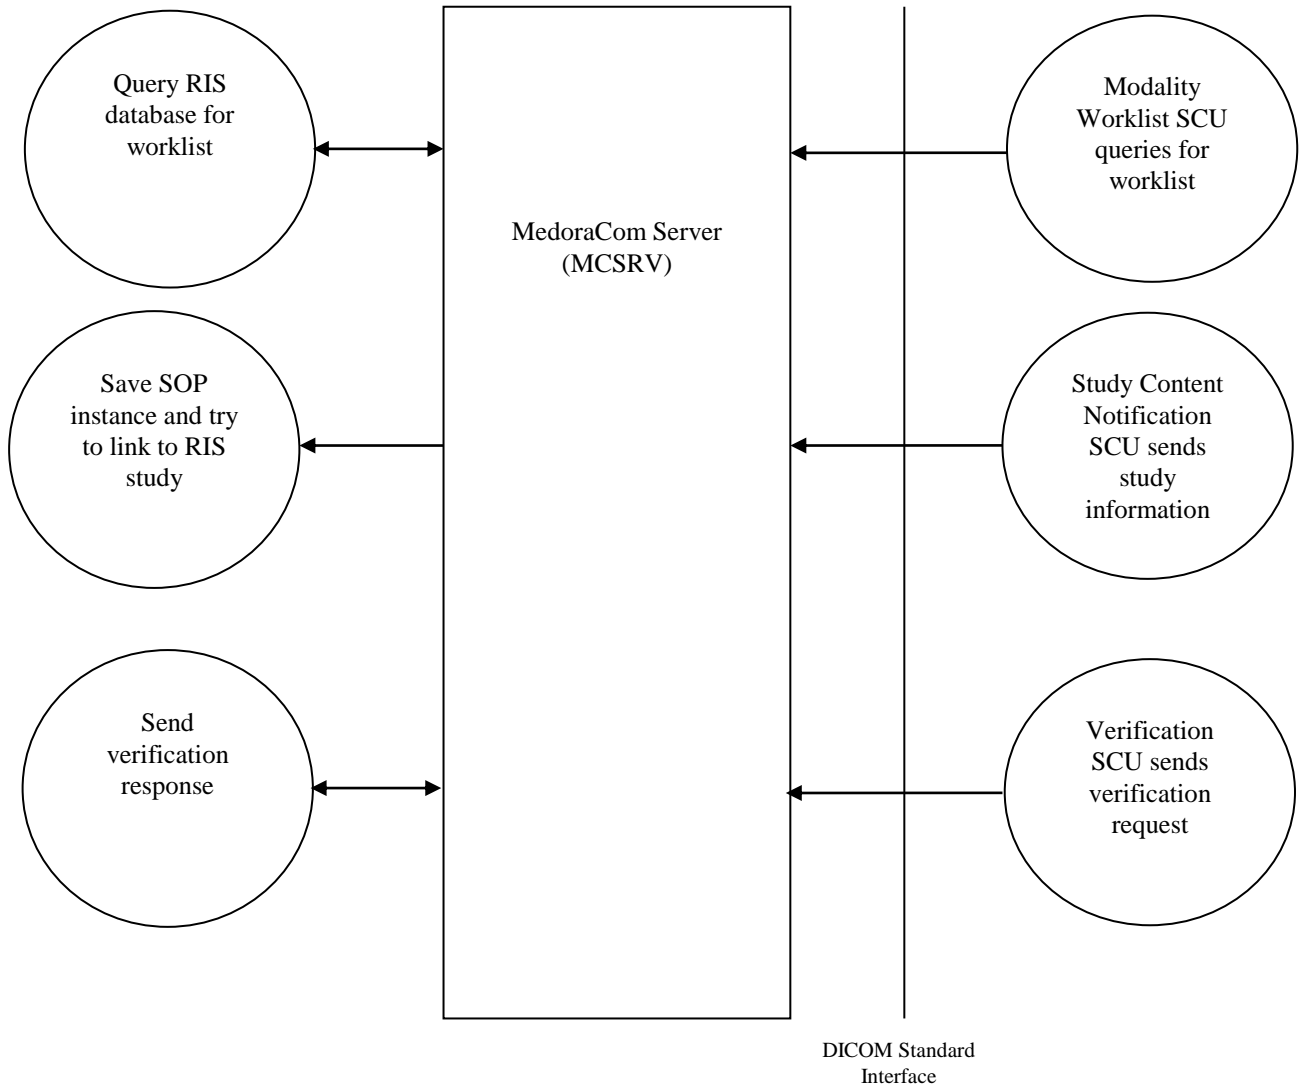 Query RIS
database for
worklist
Modality
Worklist SCU
queries for
worklist
MedoraCom Server
(MCSRV)
Save SOP
instance and try
to link to RIS
study
Study Content
Notification
SCU sends
study
information
Send
verification
response
Verification
SCU sends
verification
request
DICOM Standard
Interface